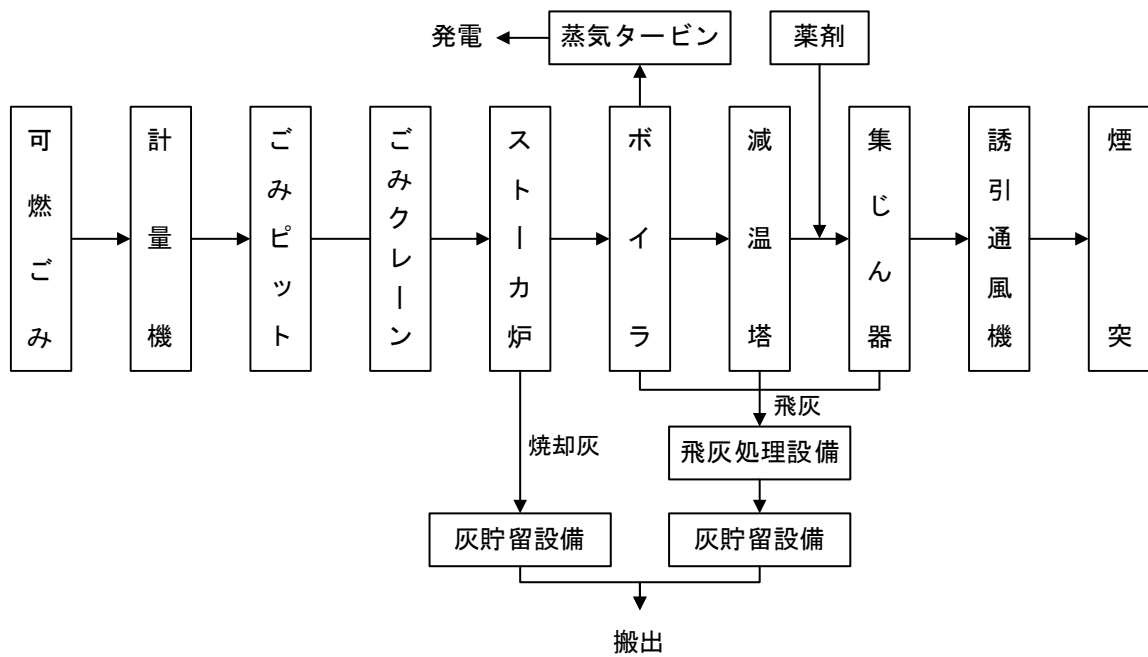 発電
蒸気タービン
薬剤
可燃ごみ
計量機
ごみピット
ごみクレーン
ストーカ炉
ボイラ
減温塔
集じん器
誘引通風機
煙突
飛灰
焼却灰
飛灰処理設備
灰貯留設備
灰貯留設備
搬出